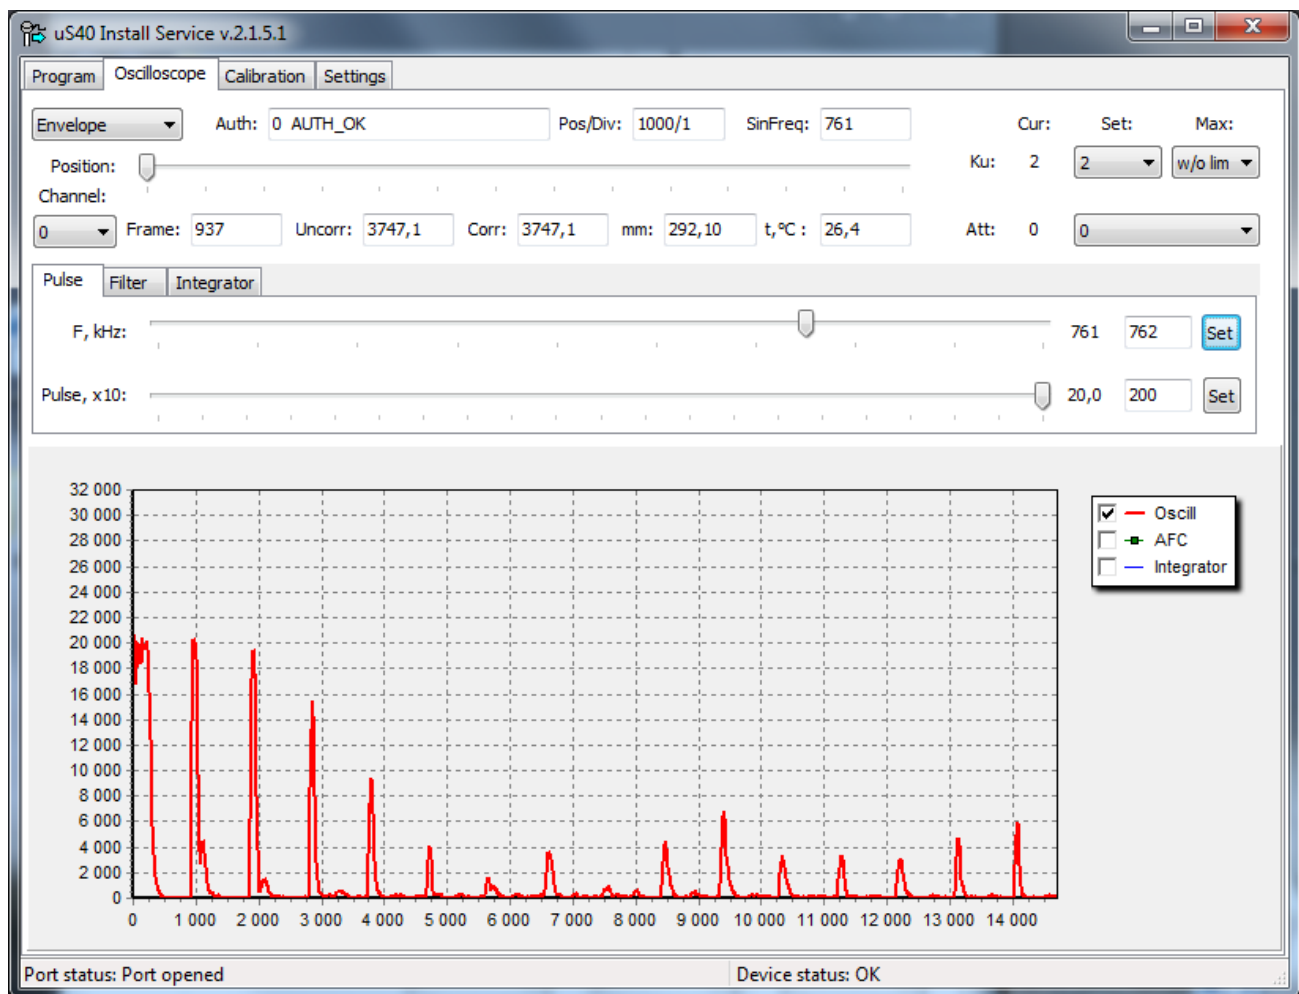 uS40 Install Service v.2.1.5.1
Program Oscilloscope Calibration Settings
Envelope Auth: 0 AUTH_OK Pos/Div: 1000/1 SinFreq: 761 Cur: Set: Max:
Position: Ku: 2 2 w/o lim
Channel:
0 Frame: 937 Uncorr: 3747,1 Corr: 3747,1 mm: 292,10 t,°C : 26,4 Att: 0 0
Pulse Filter Integrator
F, kHz: 761 762 Set
Pulse, x10: 20,0 200 Set
32 000
30 000
28 000
26 000
24 000
22 000
20 000
18 000
16 000
14 000
12 000
10 000
8 000
6 000
4 000
2 000
0
0 1 000 2 000 3 000 4 000 5 000 6 000 7 000 8 000 9 000 10 000 11 000 12 000 13 000 14 000
Oscill
AFC
Integrator
Port status: Port opened Device status: OK